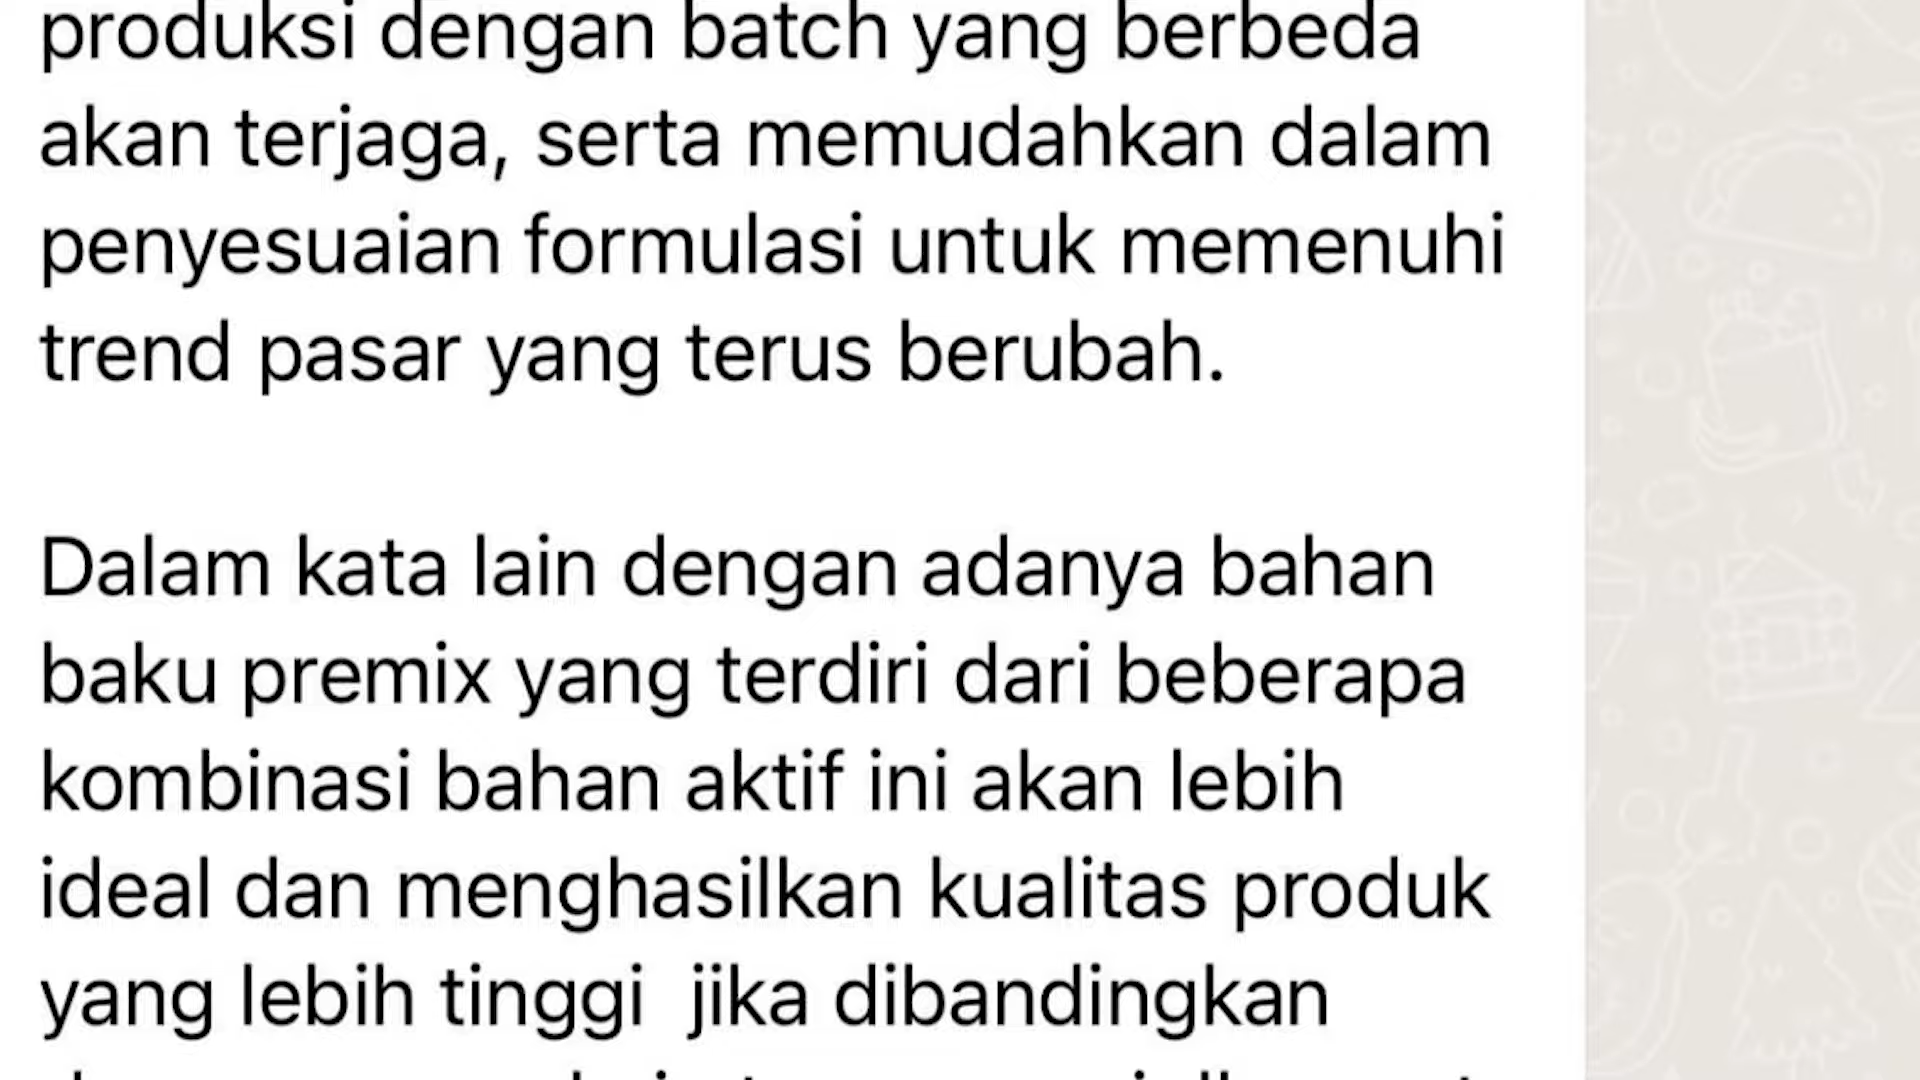 produksi dengan batch yang berbeda
akan terjaga, serta memudahkan dalam
penyesuaian formulasi untuk memenuhi
trend pasar yang terus berubah.
Dalam kata lain dengan adanya bahan
baku premix yang terdiri dari beberapa
kombinasi bahan aktif ini akan lebih
ideal dan menghasilkan kualitas produk
yang lebih tinggi  jika dibandingkan